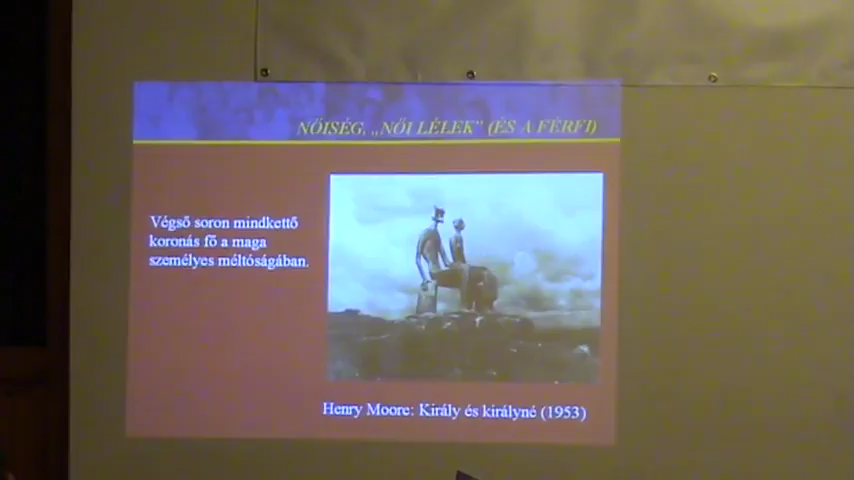 NŐISÉG, „NŐI LÉLEK” (ÉS A FÉRFI)
Végső soron mindkettő
koronás fő a maga
személyes méltóságában.
Henry Moore: Király és királyné (1953)